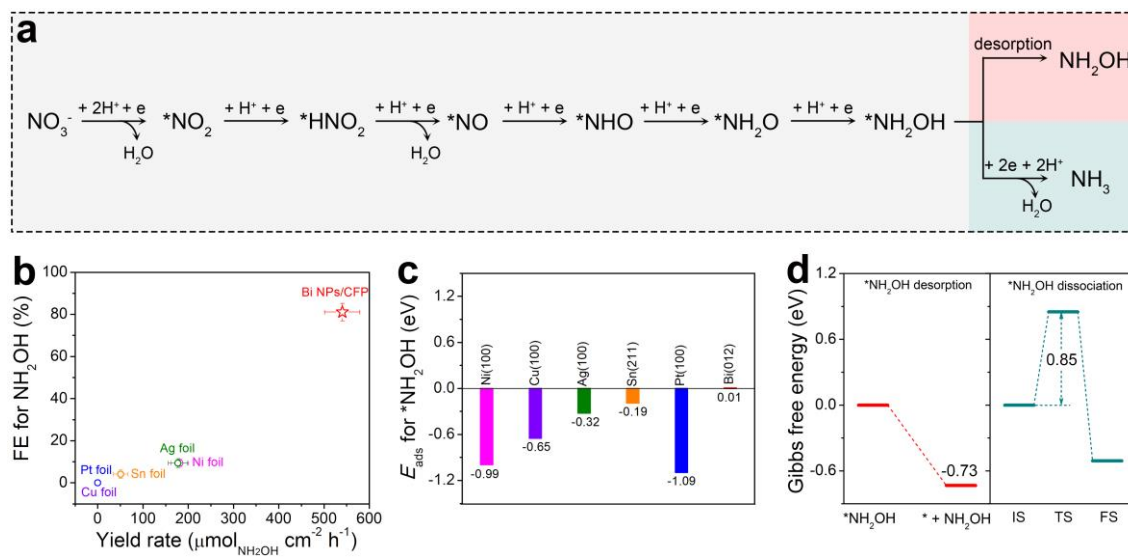 a
NO₃⁻ + 2H⁺ + e H₂O *NO₂ + H⁺ + e *HNO₂ + H⁺ + e H₂O *NO + H⁺ + e *NHO + H⁺ + e *NH₂O + H⁺ + e *NH₂OH
desorption NH₂OH
+ 2e + 2H⁺ H₂O NH₃
b
FE for NH₂OH (%)
100
80
60
40
20
0
Bi NPs/CFP
Ag foil
Ni foil
Pt foil
Sn foil
Cu foil
0 100 200 300 400 500 600
Yield rate (μmol NH₂OH cm⁻² h⁻¹)
c
E ads for *NH₂OH (eV)
1.2
0.6
0.0
-0.6
-1.2
Ni(100)
Cu(100)
Ag(100)
Sn(211)
Pt(100)
Bi(012)
-0.99
-0.65
-0.32
-0.19
-1.09
0.01
d
Gibbs free energy (eV)
1.2
0.6
0.0
-0.6
*NH₂OH desorption
-0.73
*NH₂OH * + NH₂OH
*NH₂OH dissociation
0.85
IS TS FS